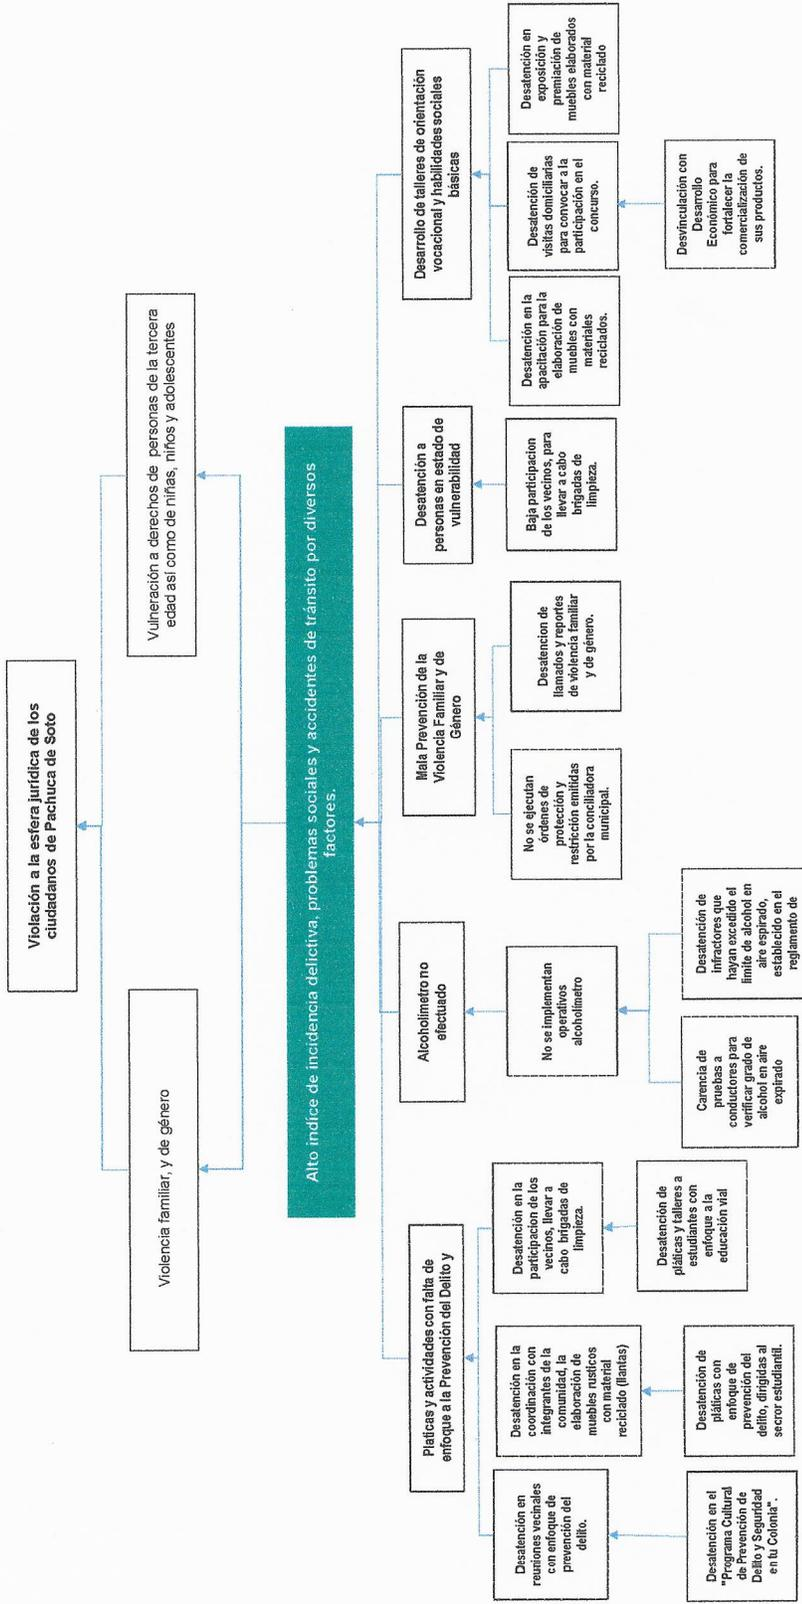 Violación a la esfera jurídica de los
ciudadanos de Pachuca de Soto
Violencia familiar, y de género
Vulneración a derechos de personas de la tercera
edad así como de niñas, niños y adolescentes
Alto indice de incidencia delictiva, problemas sociales y accidentes de tránsito por diversos
factores.
Platicas y actividades con falta de
enfoque a la Prevención del Delito y
Alcoholimetro no
efectuado
Mala Prevención de la
Violencia Familiar y de
Género
Desatención a
personas en estado de
vulnerabilidad
Desarrollo de talleres de orientación
vocacional y habilidades sociales
básicas
Desatención en
reuniones vecinales
con enfoque de
prevención del
delito.
Desatención en la
coordinación con
integrantes de la
comunidad, la
elaboración de
muebles rusticos
con material
reciclado (llantas)
Desatención en la
participacion de los
vecinos, llevar a
cabo brigadas de
limpieza.
No se implementan
operativos
alcoholímetro
No se ejecutan
órdenes de
protección y
restricción emitidas
por la conciliadora
municipal.
Desatencion de
llamados y reportes
de violencia familiar
y de género.
Baja participacion
de los vecinos, para
llevar a cabo
brigadas de
limpieza.
Desatención en la
apacitación para la
elaboración de
muebles con
materiales
reciclados.
Desatención de
visitas domiciliarias
para convocar a la
participación en el
concurso.
Desatención en
exposición y
premiación de
muebles elaborados
con material
reciclado
Desatención en el
"Programa Cultural
de Prevención de
Delito y Seguridad
en tu Colonia".
Desatención de
pláticas con
enfoque de
prevención del
delito, dirigidas al
secror estudiantil.
Desatención de
pláticas y talleres a
estudiantes con
enfoque a la
educación vial
Carencia de
pruebas a
conductores para
verificar grado de
alcohol en aire
expirado
Desatención de
infractores que
hayan excedido el
limite de alcohol en
aire espirado,
establecido en el
reglamento de
Desvinculación con
Desarrollo
Económico para
fortalecer la
comercialización de
sus productos.